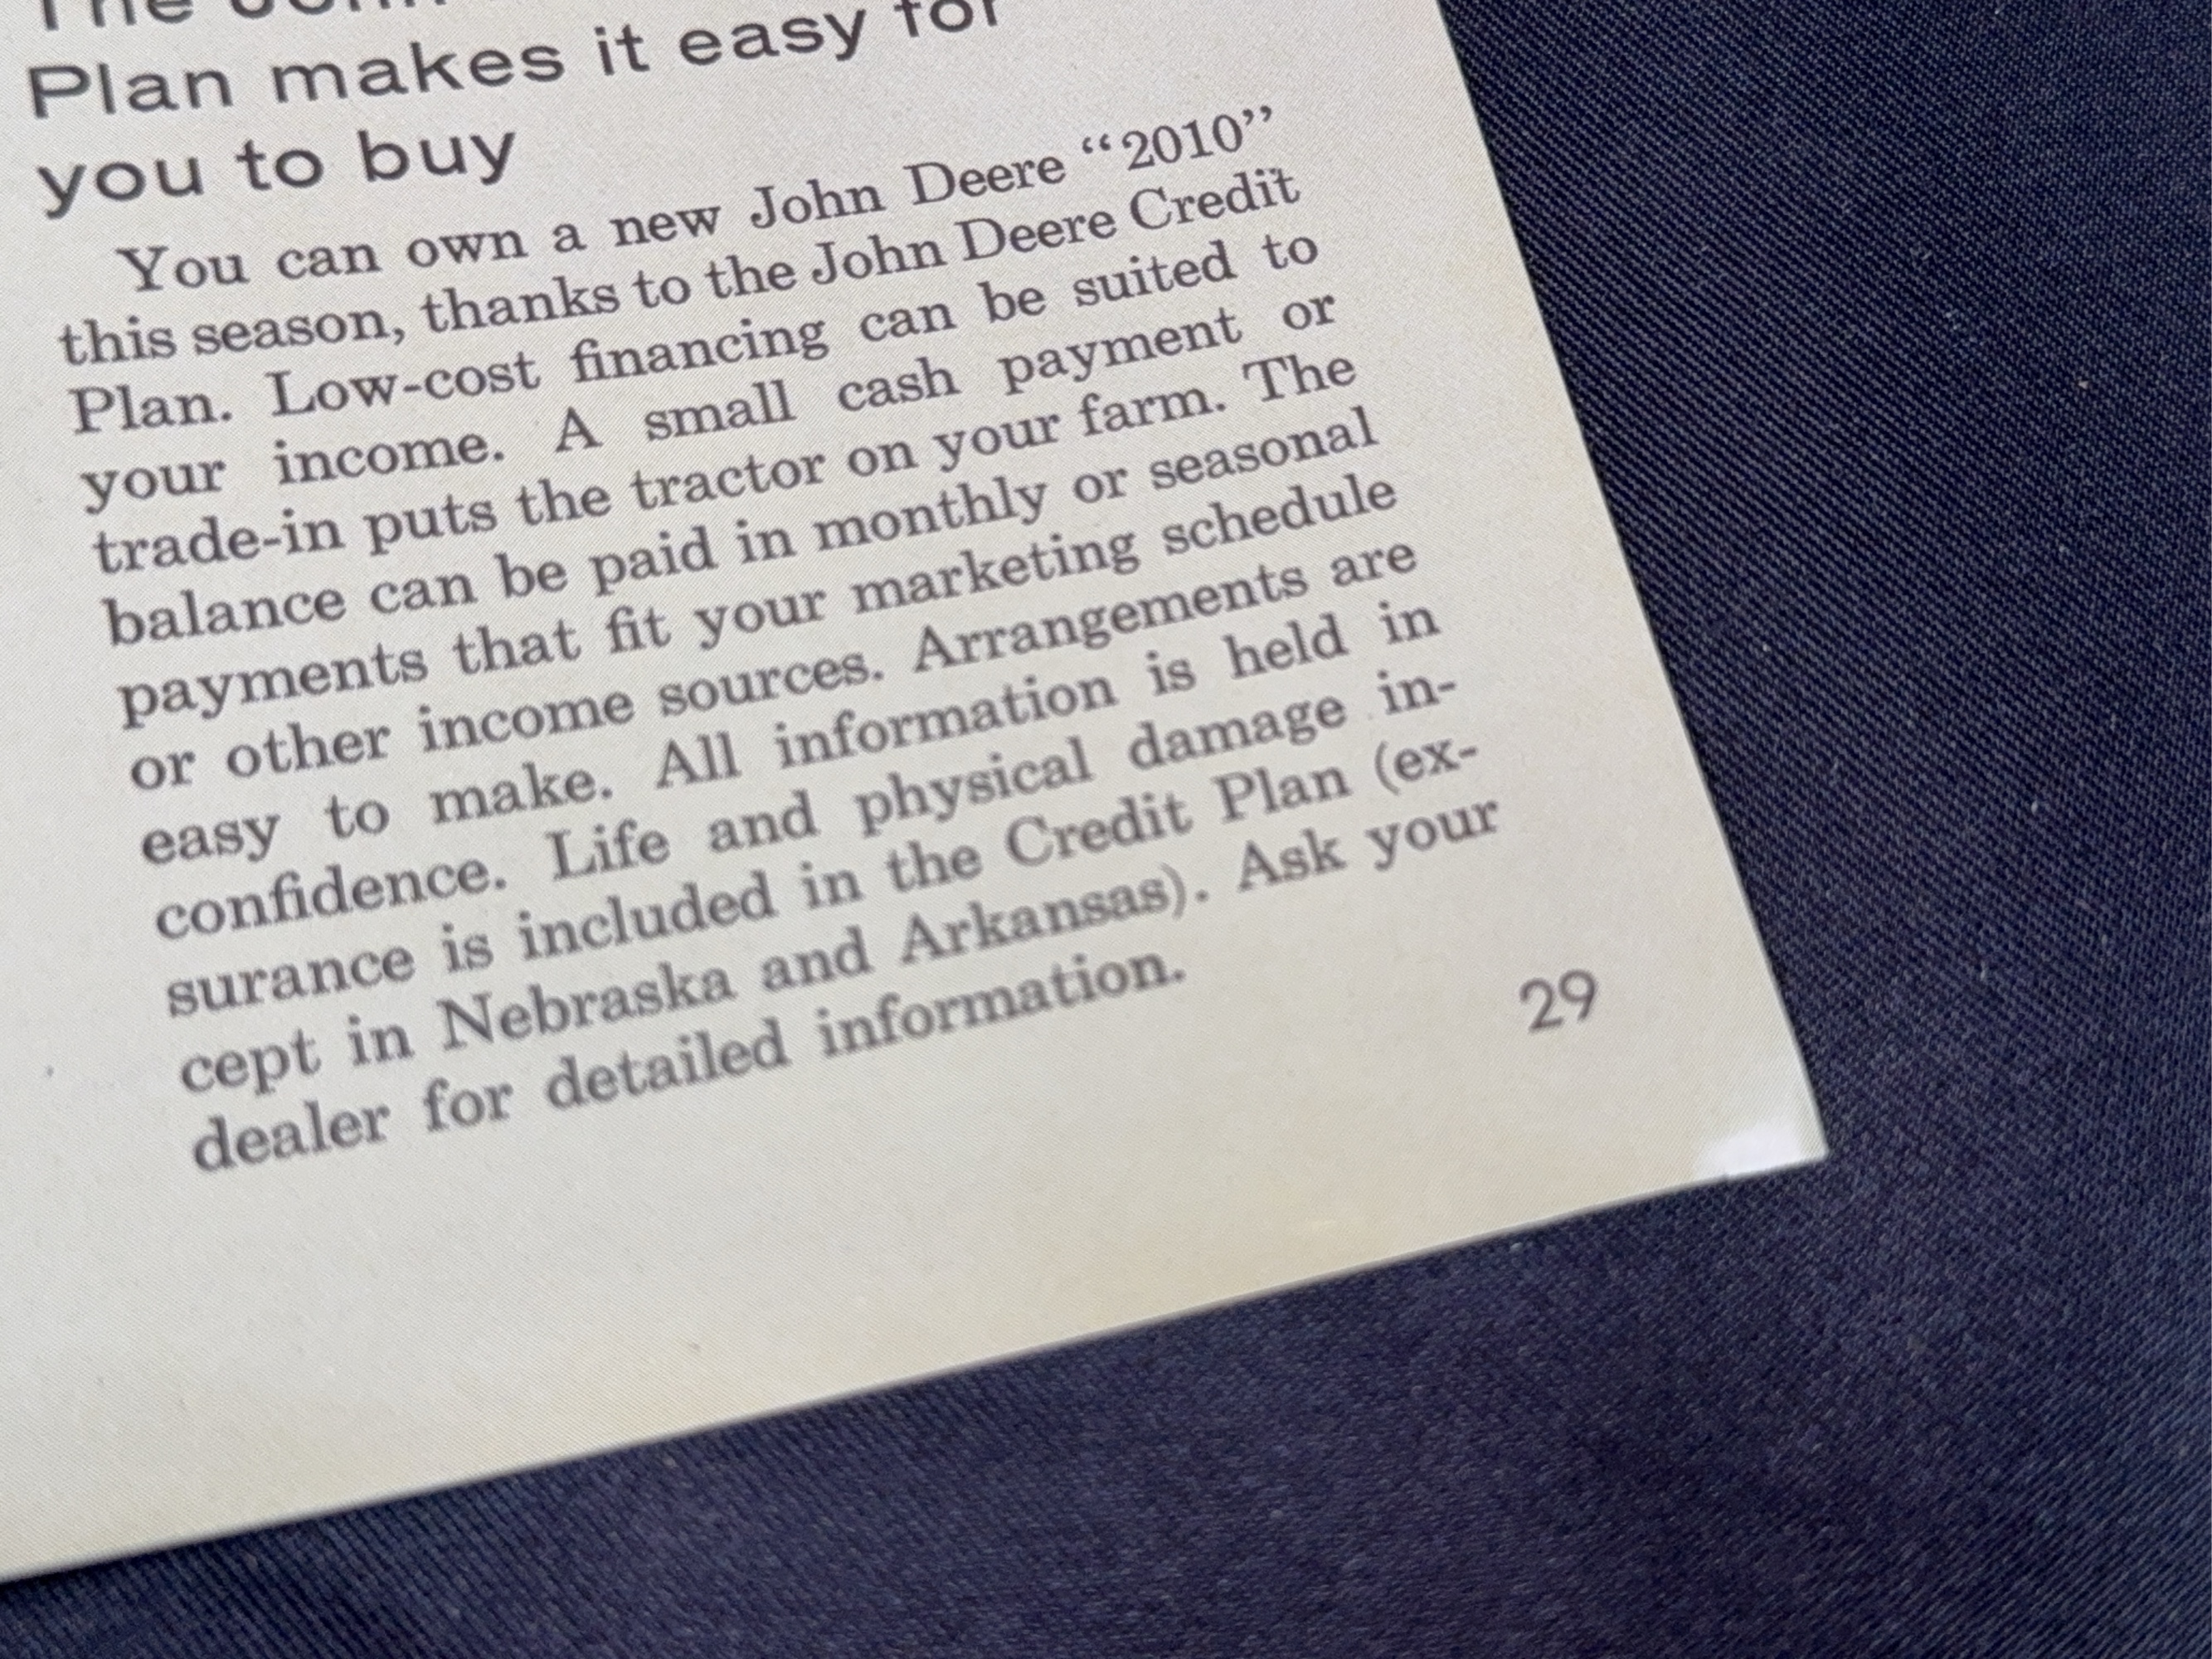 The John
Plan makes it easy for
you to buy
You can own a new John Deere “2010”
this season, thanks to the John Deere Credit
Plan. Low-cost financing can be suited to
your income. A small cash payment or
trade-in puts the tractor on your farm. The
balance can be paid in monthly or seasonal
payments that fit your marketing schedule
or other income sources. Arrangements are
easy to make. All information is held in
confidence. Life and physical damage in-
surance is included in the Credit Plan (ex-
cept in Nebraska and Arkansas). Ask your
dealer for detailed information.
29